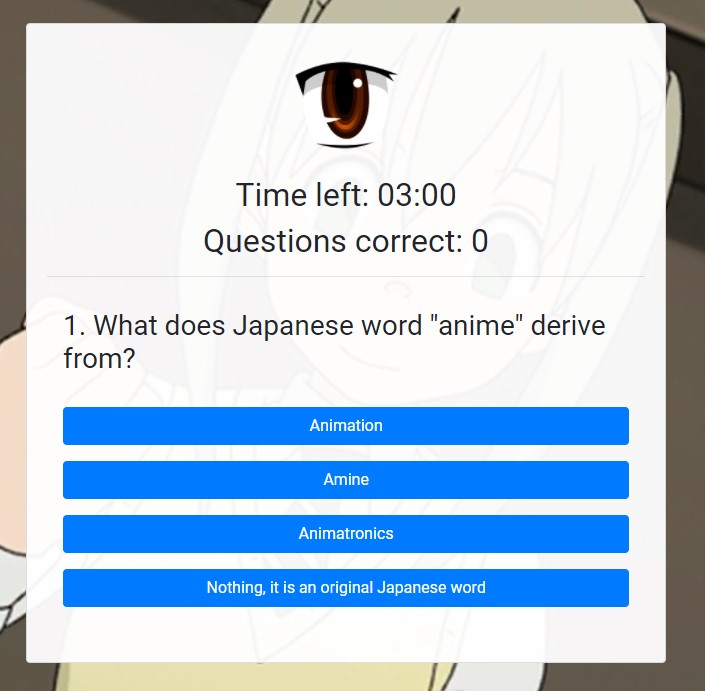 Time left: 03:00
Questions correct: 0
1. What does Japanese word "anime" derive
from?
Animation
Amine
Animatronics
Nothing, it is an original Japanese word